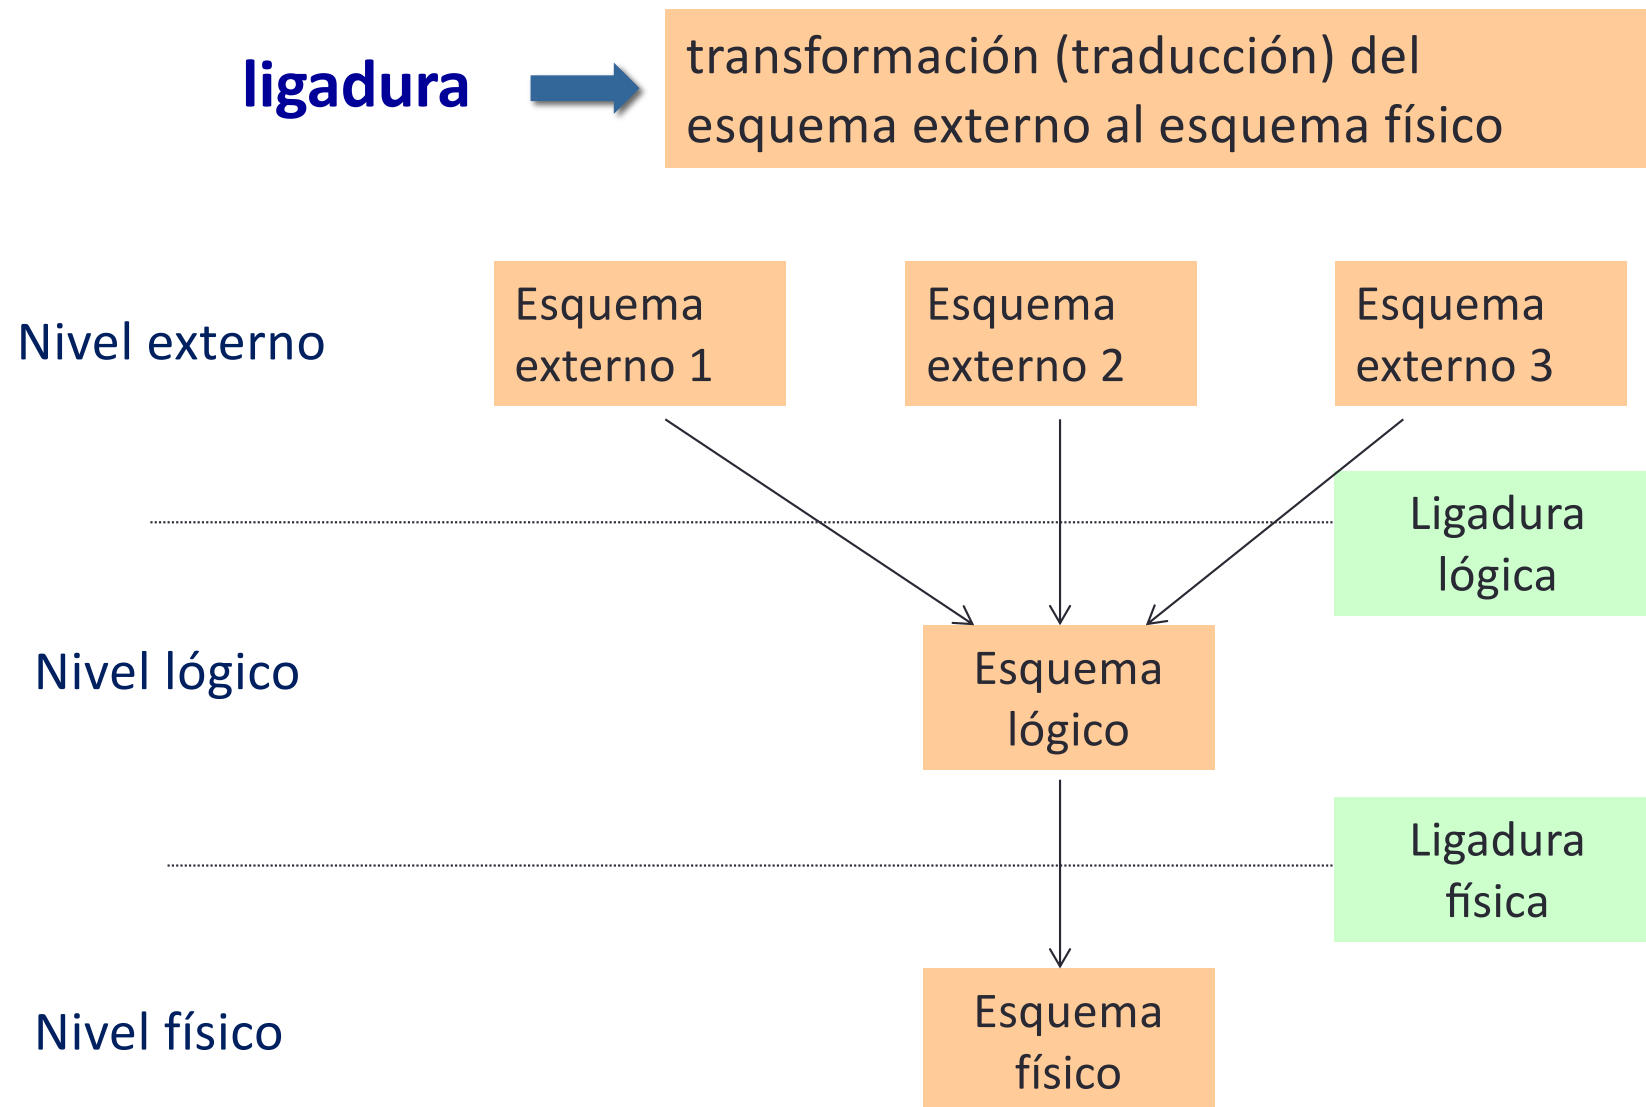 ligadura
transformación (traducción) del
esquema externo al esquema físico
Nivel externo
Esquema
externo 1
Esquema
externo 2
Esquema
externo 3
Ligadura
lógica
Nivel lógico
Esquema
lógico
Ligadura
física
Nivel físico
Esquema
físico